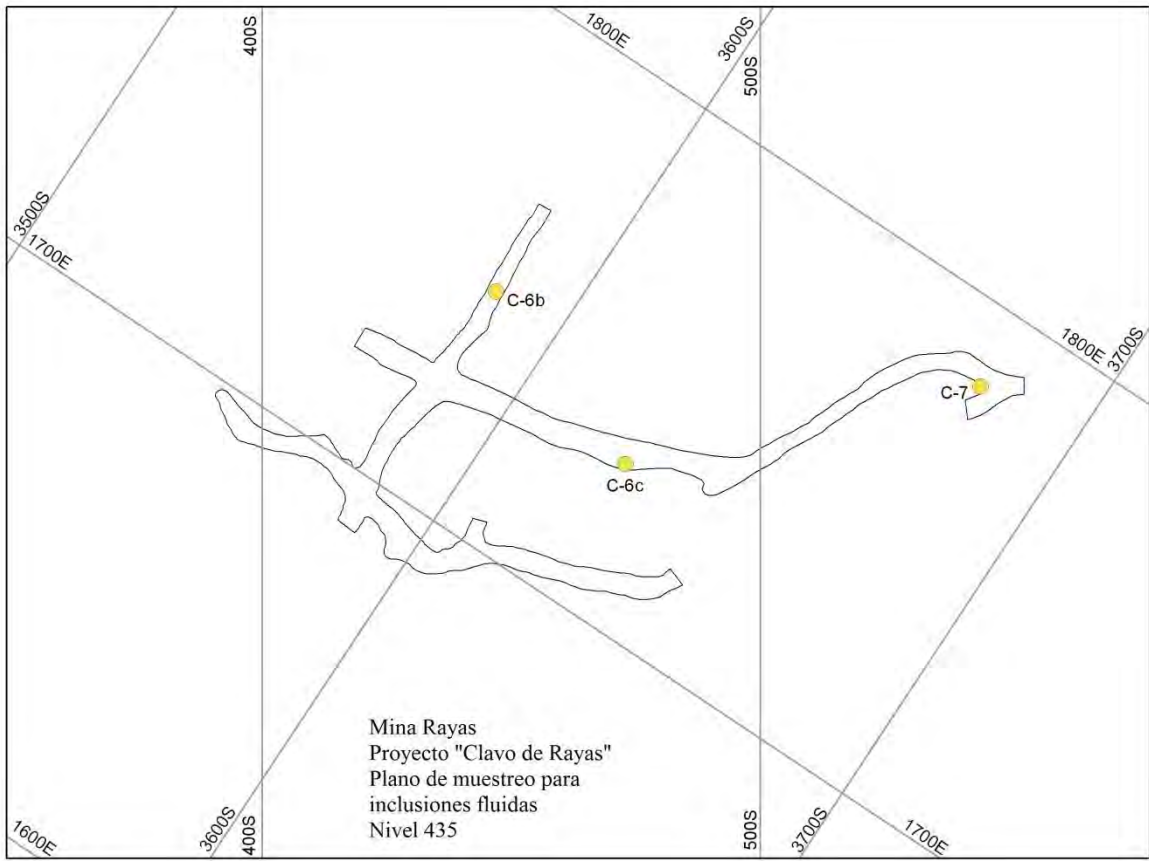 400S
1800E
3600S
500S
3500S
1700E
C-6b
1800E
3700S
C-7
C-6c
Mina Rayas
Proyecto "Clavo de Rayas"
Plano de muestreo para
inclusiones fluidas
Nivel 435
1600E
3600S
400S
500S
3700S
1700E